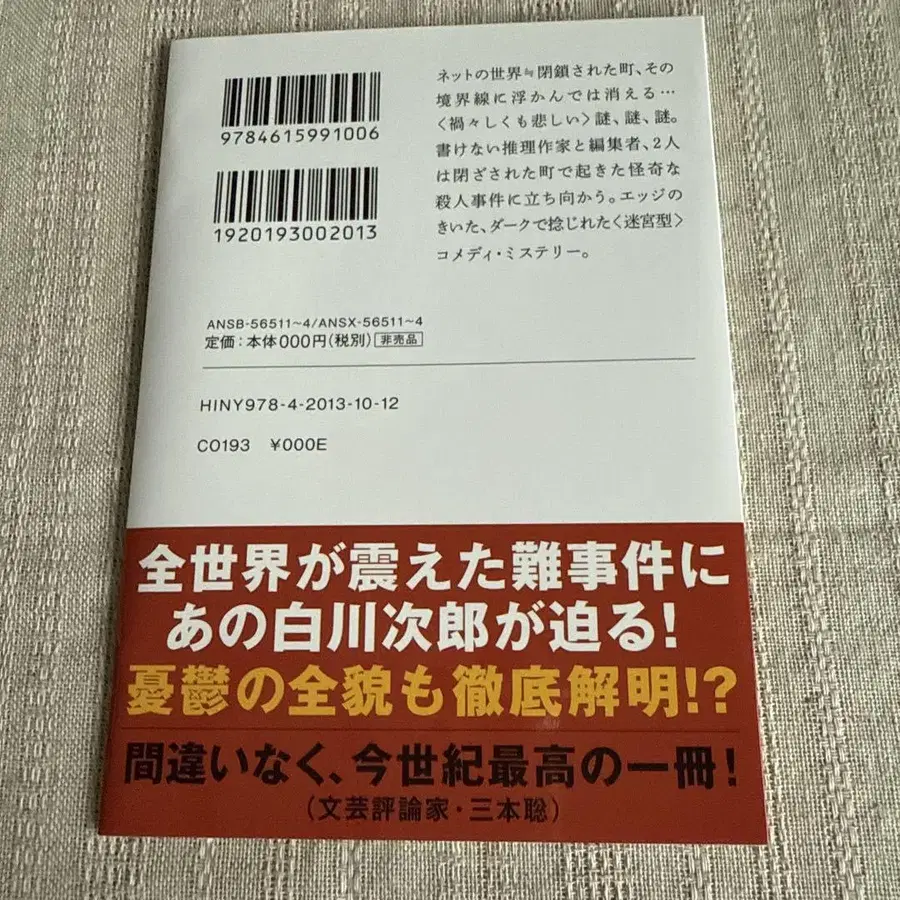 9784615991006
1920193002013
ネットの世界≒閉鎖された町、その
境界線に浮かんでは消える…
〈禍々しくも悲しい〉謎、謎、謎。
書けない推理作家と編集者、2人
は閉ざされた町で起きた怪奇な
殺人事件に立ち向かう。エッジの
きいた、ダークで捻じれた〈迷宮型〉
コメディ・ミステリー。
ANSB-56511~4/ANSX-56511~4
定価：本体000円（税別） 非売品
HINY978-4-2013-10-12
CO193 ¥000E
全世界が震えた難事件に
あの白川次郎が迫る！
憂鬱の全貌も徹底解明!?
間違いなく、今世紀最高の一冊！
（文芸評論家・三本聡）